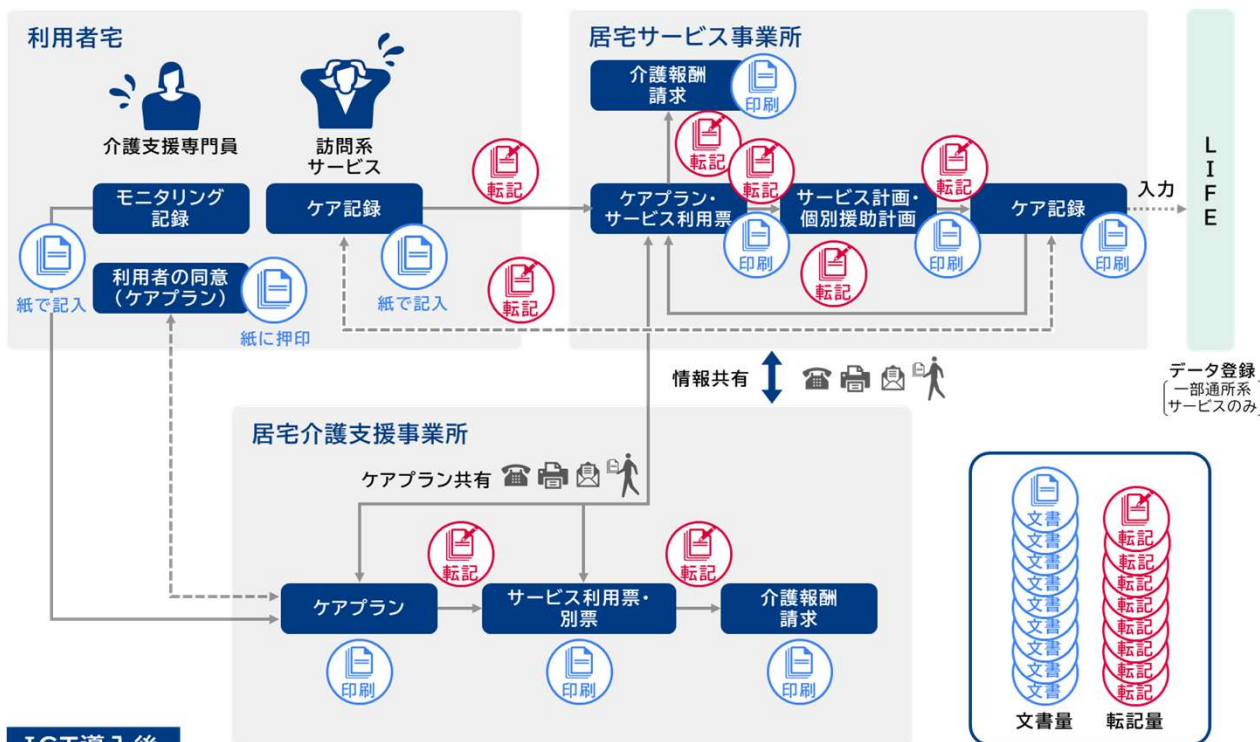 利用者宅
介護支援専門員
訪問系
サービス
モニタリング
記録
紙で記入
利用者の同意
（ケアプラン）
紙に押印
ケア記録
紙で記入
転記
転記
居宅サービス事業所
介護報酬
請求
印刷
転記
転記
転記
ケアプラン・
サービス利用票
印刷
サービス計画・
個別援助計画
印刷
ケア記録
印刷
転記
入力
LIFE
データ登録
一部通所系
サービスのみ
情報共有
居宅介護支援事業所
ケアプラン共有
転記
転記
ケアプラン
印刷
サービス利用票・
別票
印刷
介護報酬
請求
印刷
文書
文書
文書
文書
文書
文書
文書
文書
文書
文書量
転記
転記
転記
転記
転記
転記
転記
転記
転記量
ICT導入後